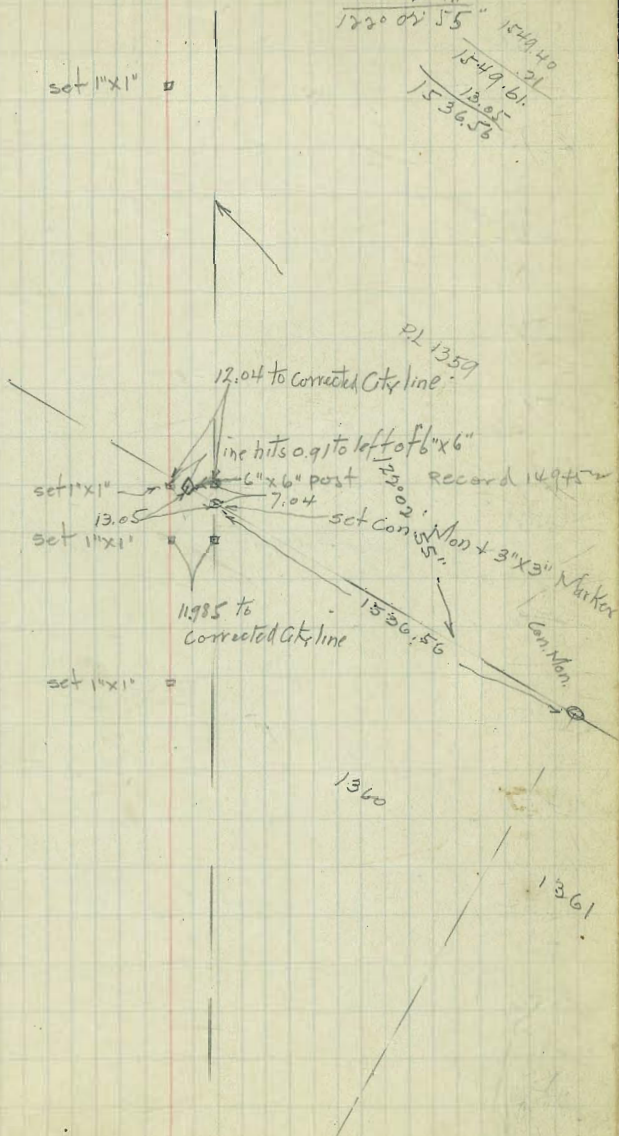 122° 02' 55"
1549.40
.21
1549.61
13.05
1536.56
set 1"x1"
P.L 1359
12.04 to Corrected City line
line hits 0.91 to left of 6"x6"
set 1"x1"
6"x6" post
Record 1494
7.04
122°02'55"
13.05
set Con. Mon & 3"x3" Marker
set 1"x1"
11.985 to
corrected City line
1536.56
Con. Mon.
set 1"x1"
1360
1361